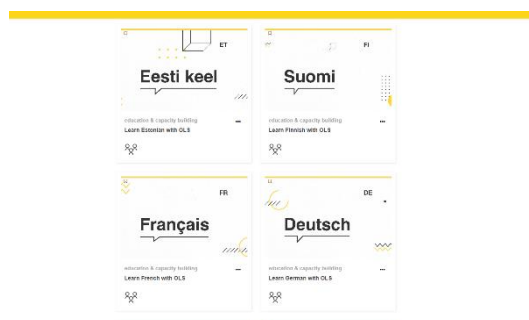 ET
Eesti keel
education & capacity building
Learn Estonian with OLS
FI
Suomi
education & capacity building
Learn Finnish with OLS
FR
Français
education & capacity building
Learn French with OLS
DE
Deutsch
education & capacity building
Learn German with OLS